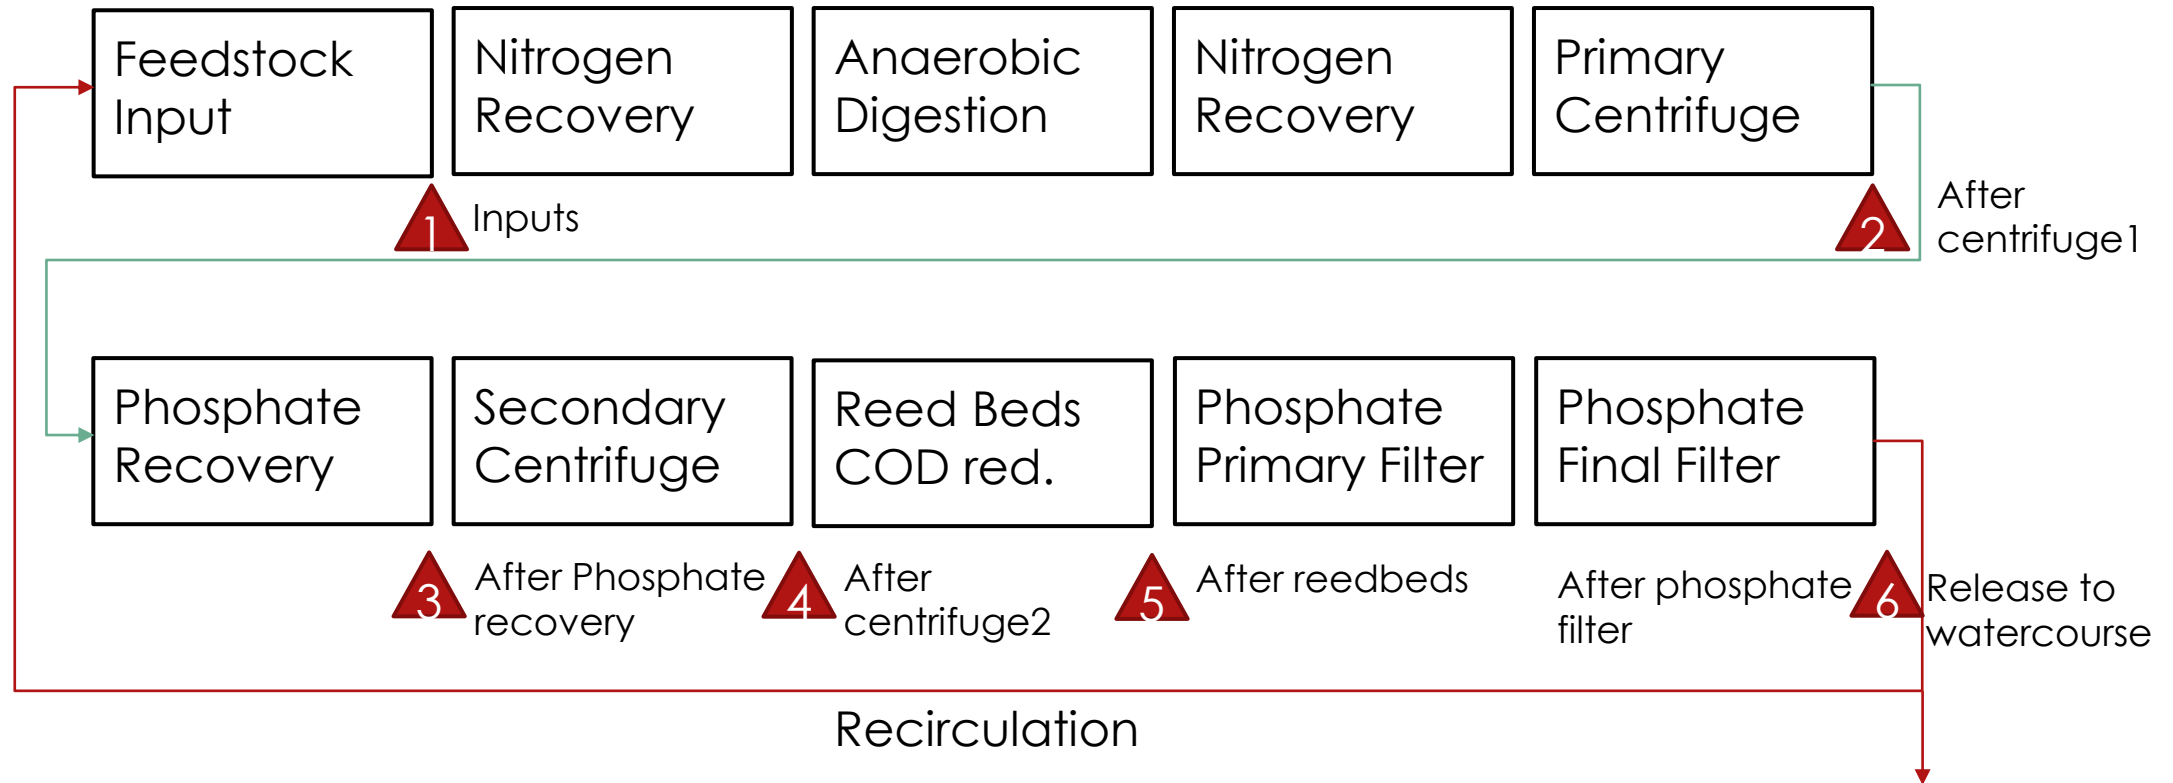 Feedstock
Input
Nitrogen
Recovery
Anaerobic
Digestion
Nitrogen
Recovery
Primary
Centrifuge
1
Inputs
2
After
centrifuge1
Phosphate
Recovery
Secondary
Centrifuge
Reed Beds
COD red.
Phosphate
Primary Filter
Phosphate
Final Filter
3
After Phosphate
recovery
4
After
centrifuge2
5
After reedbeds
After phosphate
filter
6
Release to
watercourse
Recirculation